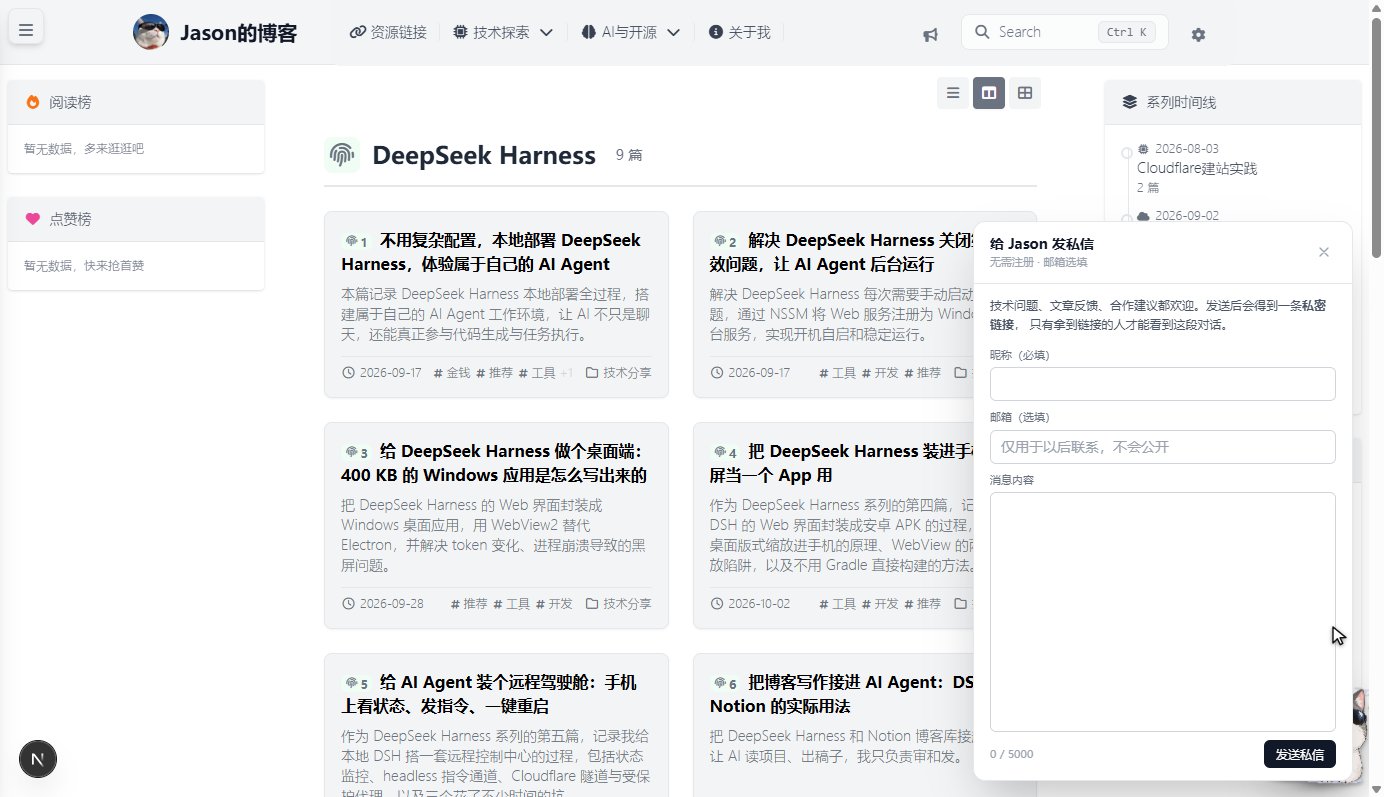 Jason的博客
资源链接
技术探索
AI与开源
关于我
Search
Ctrl K
阅读榜
暂无数据，多来逛逛吧
点赞榜
暂无数据，快来抢首赞
DeepSeek Harness
9 篇
1 不用复杂配置，本地部署 DeepSeek
Harness，体验属于自己的 AI Agent
本篇记录 DeepSeek Harness 本地部署全过程，搭
建属于自己的 AI Agent 工作环境，让 AI 不只是聊
天，还能真正参与代码生成与任务执行。
2026-09-17 # 金钱 # 推荐 # 工具 +1 技术分享
2 解决 DeepSeek Harness 关闭
效问题，让 AI Agent 后台运行
解决 DeepSeek Harness 每次需要手动启动
题，通过 NSSM 将 Web 服务注册为 Wind
台服务，实现开机自启和稳定运行。
2026-09-17 # 工具 # 开发 # 推荐
3 给 DeepSeek Harness 做个桌面端：
400 KB 的 Windows 应用是怎么写出来的
把 DeepSeek Harness 的 Web 界面封装成
Windows 桌面应用，用 WebView2 替代
Electron，并解决 token 变化、进程崩溃导致的黑
屏问题。
2026-09-28 # 推荐 # 工具 # 开发 技术分享
4 把 DeepSeek Harness 装进手
屏当一个 App 用
作为 DeepSeek Harness 系列的第四篇，记
DSH 的 Web 界面封装成安卓 APK 的过程，
桌面版式缩放进手机的原理、WebView 的
放陷阱，以及不用 Gradle 直接构建的方法。
2026-10-02 # 工具 # 开发 # 推荐
5 给 AI Agent 装个远程驾驶舱：手机
上看状态、发指令、一键重启
作为 DeepSeek Harness 系列的第五篇，记录我给
本地 DSH 搭一套远程控制中心的过程，包括状态
监控、headless 指令通道、Cloudflare 隧道与受保
护代理，以及三个花了不少时间的坑
6 把博客写作接进 AI Agent：DS
Notion 的实际用法
把 DeepSeek Harness 和 Notion 博客库接
让 AI 读项目、出稿子，我只负责审和发。
系列时间线
2026-08-03
Cloudflare建站实践
2 篇
2026-09-02
给 Jason 发私信
无需注册 · 邮箱选填
技术问题、文章反馈、合作建议都欢迎。发送后会得到一条私密
链接， 只有拿到链接的人才能看到这段对话。
昵称（必填）
邮箱（选填）
仅用于以后联系，不会公开
消息内容
0 / 5000
发送私信
N